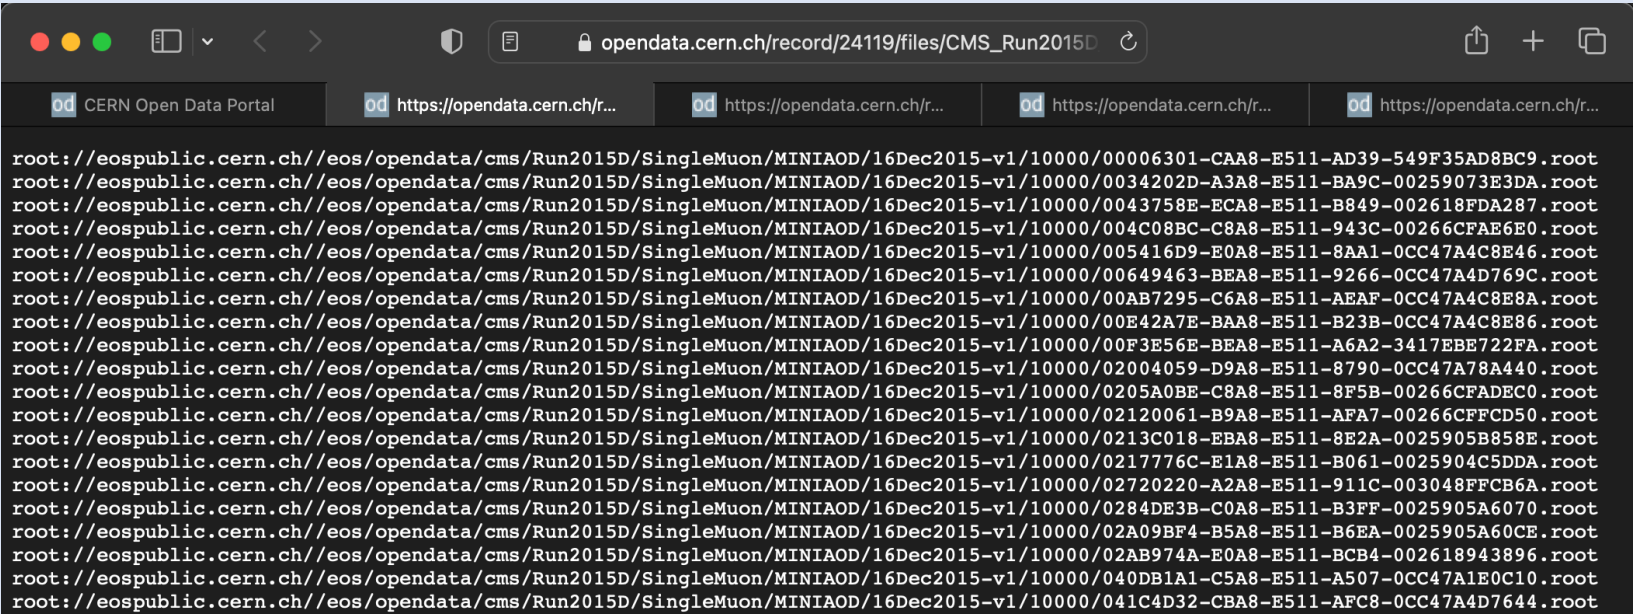 opendata.cern.ch/record/24119/files/CMS_Run2015D
od CERN Open Data Portal
od https://opendata.cern.ch/r...
od https://opendata.cern.ch/r...
od https://opendata.cern.ch/r...
od https://opendata.cern.ch/r...
root://eospublic.cern.ch//eos/opendata/cms/Run2015D/SingleMuon/MINIAOD/16Dec2015-v1/10000/00006301-CAA8-E511-AD39-549F35AD8BC9.root
root://eospublic.cern.ch//eos/opendata/cms/Run2015D/SingleMuon/MINIAOD/16Dec2015-v1/10000/0034202D-A3A8-E511-BA9C-00259073E3DA.root
root://eospublic.cern.ch//eos/opendata/cms/Run2015D/SingleMuon/MINIAOD/16Dec2015-v1/10000/0043758E-ECA8-E511-B849-002618FDA287.root
root://eospublic.cern.ch//eos/opendata/cms/Run2015D/SingleMuon/MINIAOD/16Dec2015-v1/10000/004C08BC-C8A8-E511-943C-00266CFAE6E0.root
root://eospublic.cern.ch//eos/opendata/cms/Run2015D/SingleMuon/MINIAOD/16Dec2015-v1/10000/005416D9-E0A8-E511-8AA1-0CC47A4C8E46.root
root://eospublic.cern.ch//eos/opendata/cms/Run2015D/SingleMuon/MINIAOD/16Dec2015-v1/10000/00649463-BEA8-E511-9266-0CC47A4D769C.root
root://eospublic.cern.ch//eos/opendata/cms/Run2015D/SingleMuon/MINIAOD/16Dec2015-v1/10000/00AB7295-C6A8-E511-AEAF-0CC47A4C8E8A.root
root://eospublic.cern.ch//eos/opendata/cms/Run2015D/SingleMuon/MINIAOD/16Dec2015-v1/10000/00E42A7E-BAA8-E511-B23B-0CC47A4C8E86.root
root://eospublic.cern.ch//eos/opendata/cms/Run2015D/SingleMuon/MINIAOD/16Dec2015-v1/10000/00F3E56E-BEA8-E511-A6A2-3417EBE722FA.root
root://eospublic.cern.ch//eos/opendata/cms/Run2015D/SingleMuon/MINIAOD/16Dec2015-v1/10000/02004059-D9A8-E511-8790-0CC47A78A440.root
root://eospublic.cern.ch//eos/opendata/cms/Run2015D/SingleMuon/MINIAOD/16Dec2015-v1/10000/0205A0BE-C8A8-E511-8F5B-00266CFADEC0.root
root://eospublic.cern.ch//eos/opendata/cms/Run2015D/SingleMuon/MINIAOD/16Dec2015-v1/10000/02120061-B9A8-E511-AFA7-00266CFFCD50.root
root://eospublic.cern.ch//eos/opendata/cms/Run2015D/SingleMuon/MINIAOD/16Dec2015-v1/10000/0213C018-EBA8-E511-8E2A-0025905B858E.root
root://eospublic.cern.ch//eos/opendata/cms/Run2015D/SingleMuon/MINIAOD/16Dec2015-v1/10000/0217776C-E1A8-E511-B061-0025904C5DDA.root
root://eospublic.cern.ch//eos/opendata/cms/Run2015D/SingleMuon/MINIAOD/16Dec2015-v1/10000/02720220-A2A8-E511-911C-003048FFCB6A.root
root://eospublic.cern.ch//eos/opendata/cms/Run2015D/SingleMuon/MINIAOD/16Dec2015-v1/10000/0284DE3B-C0A8-E511-B3FF-0025905A6070.root
root://eospublic.cern.ch//eos/opendata/cms/Run2015D/SingleMuon/MINIAOD/16Dec2015-v1/10000/02A09BF4-B5A8-E511-B6EA-0025905A60CE.root
root://eospublic.cern.ch//eos/opendata/cms/Run2015D/SingleMuon/MINIAOD/16Dec2015-v1/10000/02AB974A-E0A8-E511-BCB4-002618943896.root
root://eospublic.cern.ch//eos/opendata/cms/Run2015D/SingleMuon/MINIAOD/16Dec2015-v1/10000/040DB1A1-C5A8-E511-A507-0CC47A1E0C10.root
root://eospublic.cern.ch//eos/opendata/cms/Run2015D/SingleMuon/MINIAOD/16Dec2015-v1/10000/041C4D32-CBA8-E511-AFC8-0CC47A4D7644.root